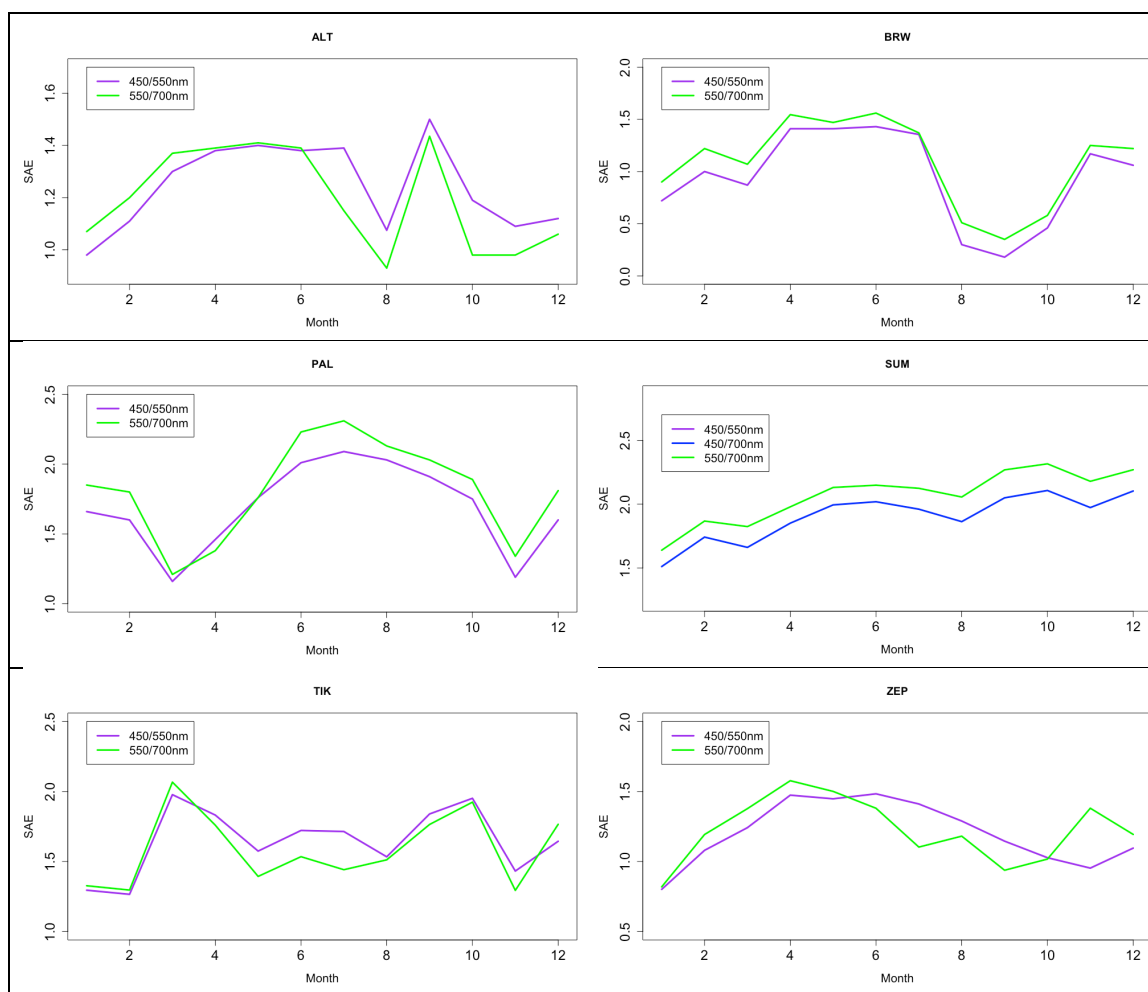 ALT
SAE
1.0 1.2 1.4 1.6
450/550nm
550/700nm
2 4 6 8 10 12
Month
BRW
SAE
0.0 0.5 1.0 1.5 2.0
450/550nm
550/700nm
2 4 6 8 10 12
Month
PAL
SAE
1.0 1.5 2.0 2.5
450/550nm
550/700nm
2 4 6 8 10 12
Month
SUM
SAE
1.5 2.0 2.5
450/550nm
450/700nm
550/700nm
2 4 6 8 10 12
Month
TIK
SAE
1.0 1.5 2.0 2.5
450/550nm
550/700nm
2 4 6 8 10 12
Month
ZEP
SAE
0.5 1.0 1.5 2.0
450/550nm
550/700nm
2 4 6 8 10 12
Month